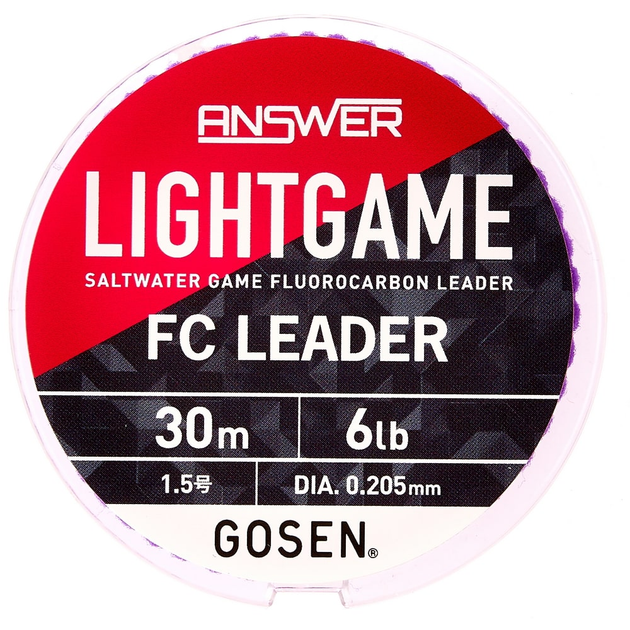 ANSWER
LIGHTGAME
SALTWATER GAME FLUOROCARBON LEADER
FC LEADER
30m 6lb
1.5号 DIA. 0.205mm
GOSEN®